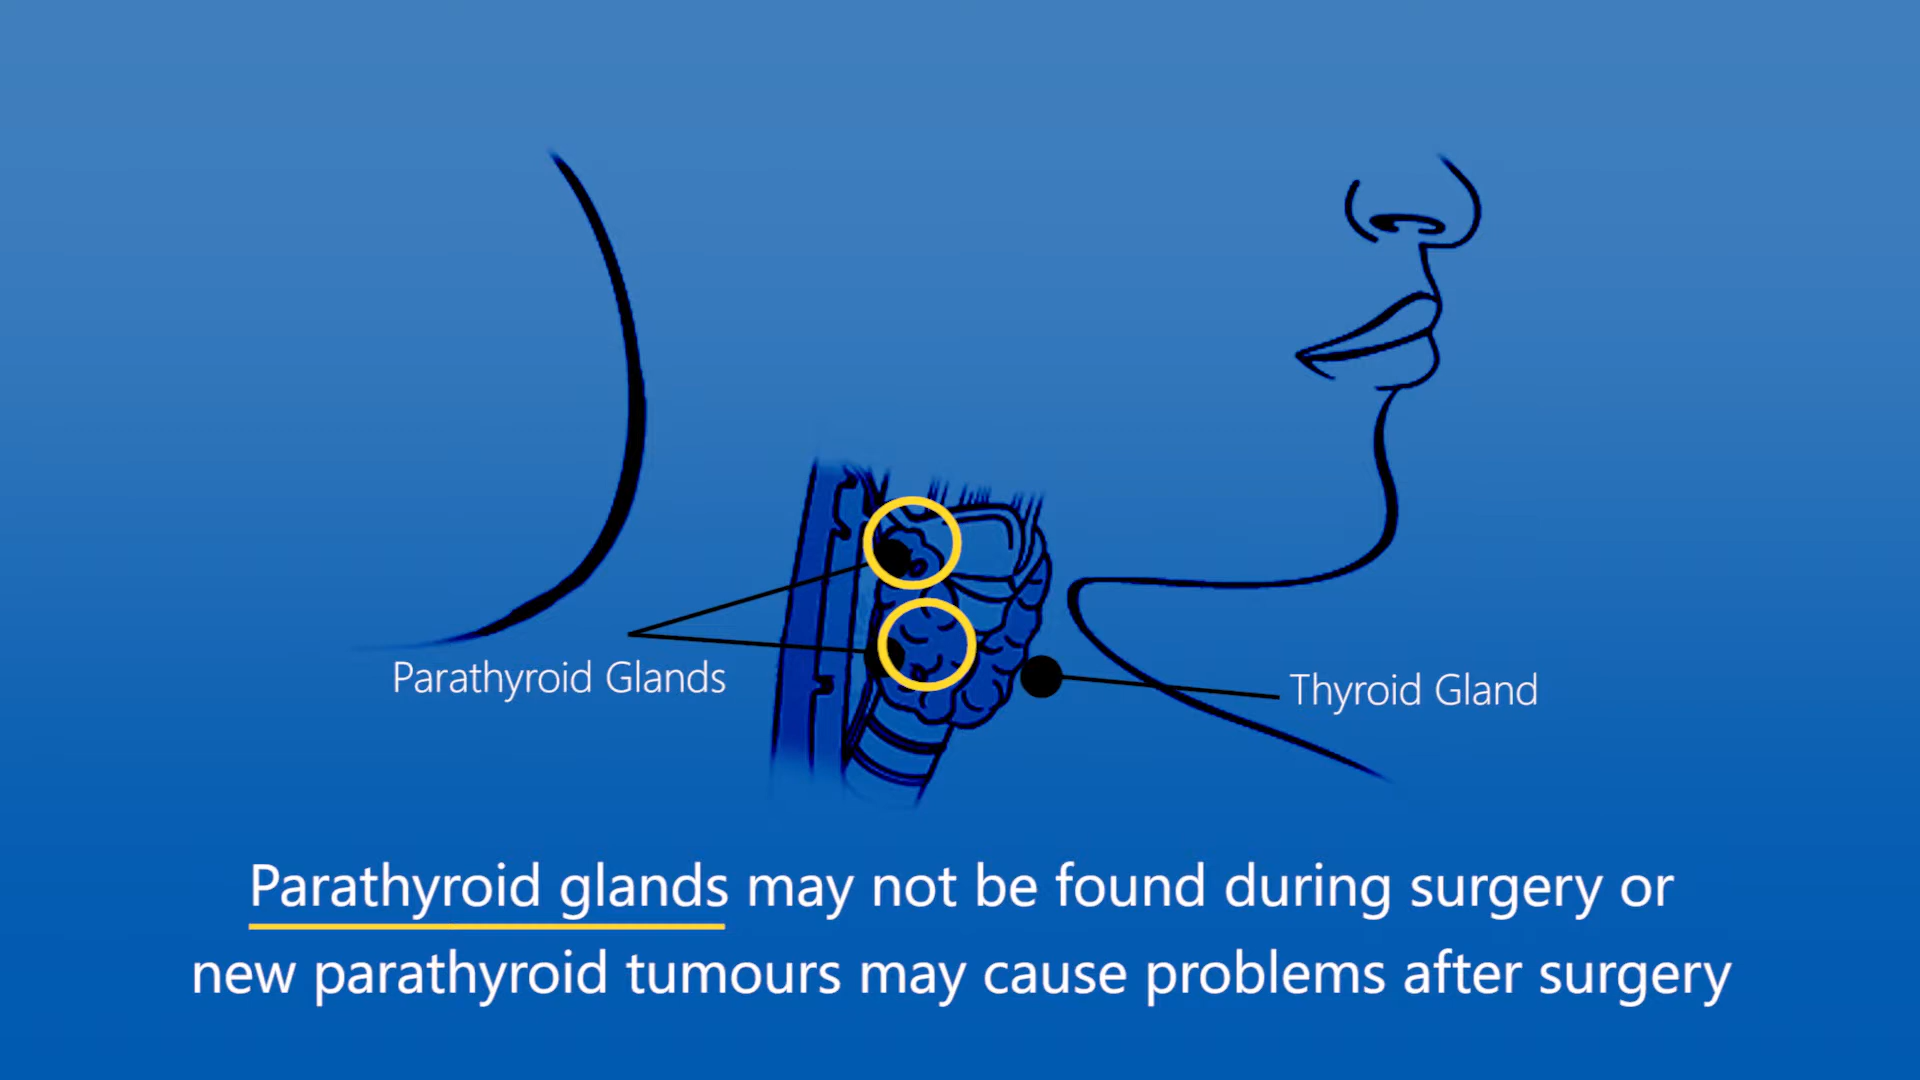 Parathyroid Glands
Thyroid Gland
Parathyroid glands may not be found during surgery or
new parathyroid tumours may cause problems after surgery